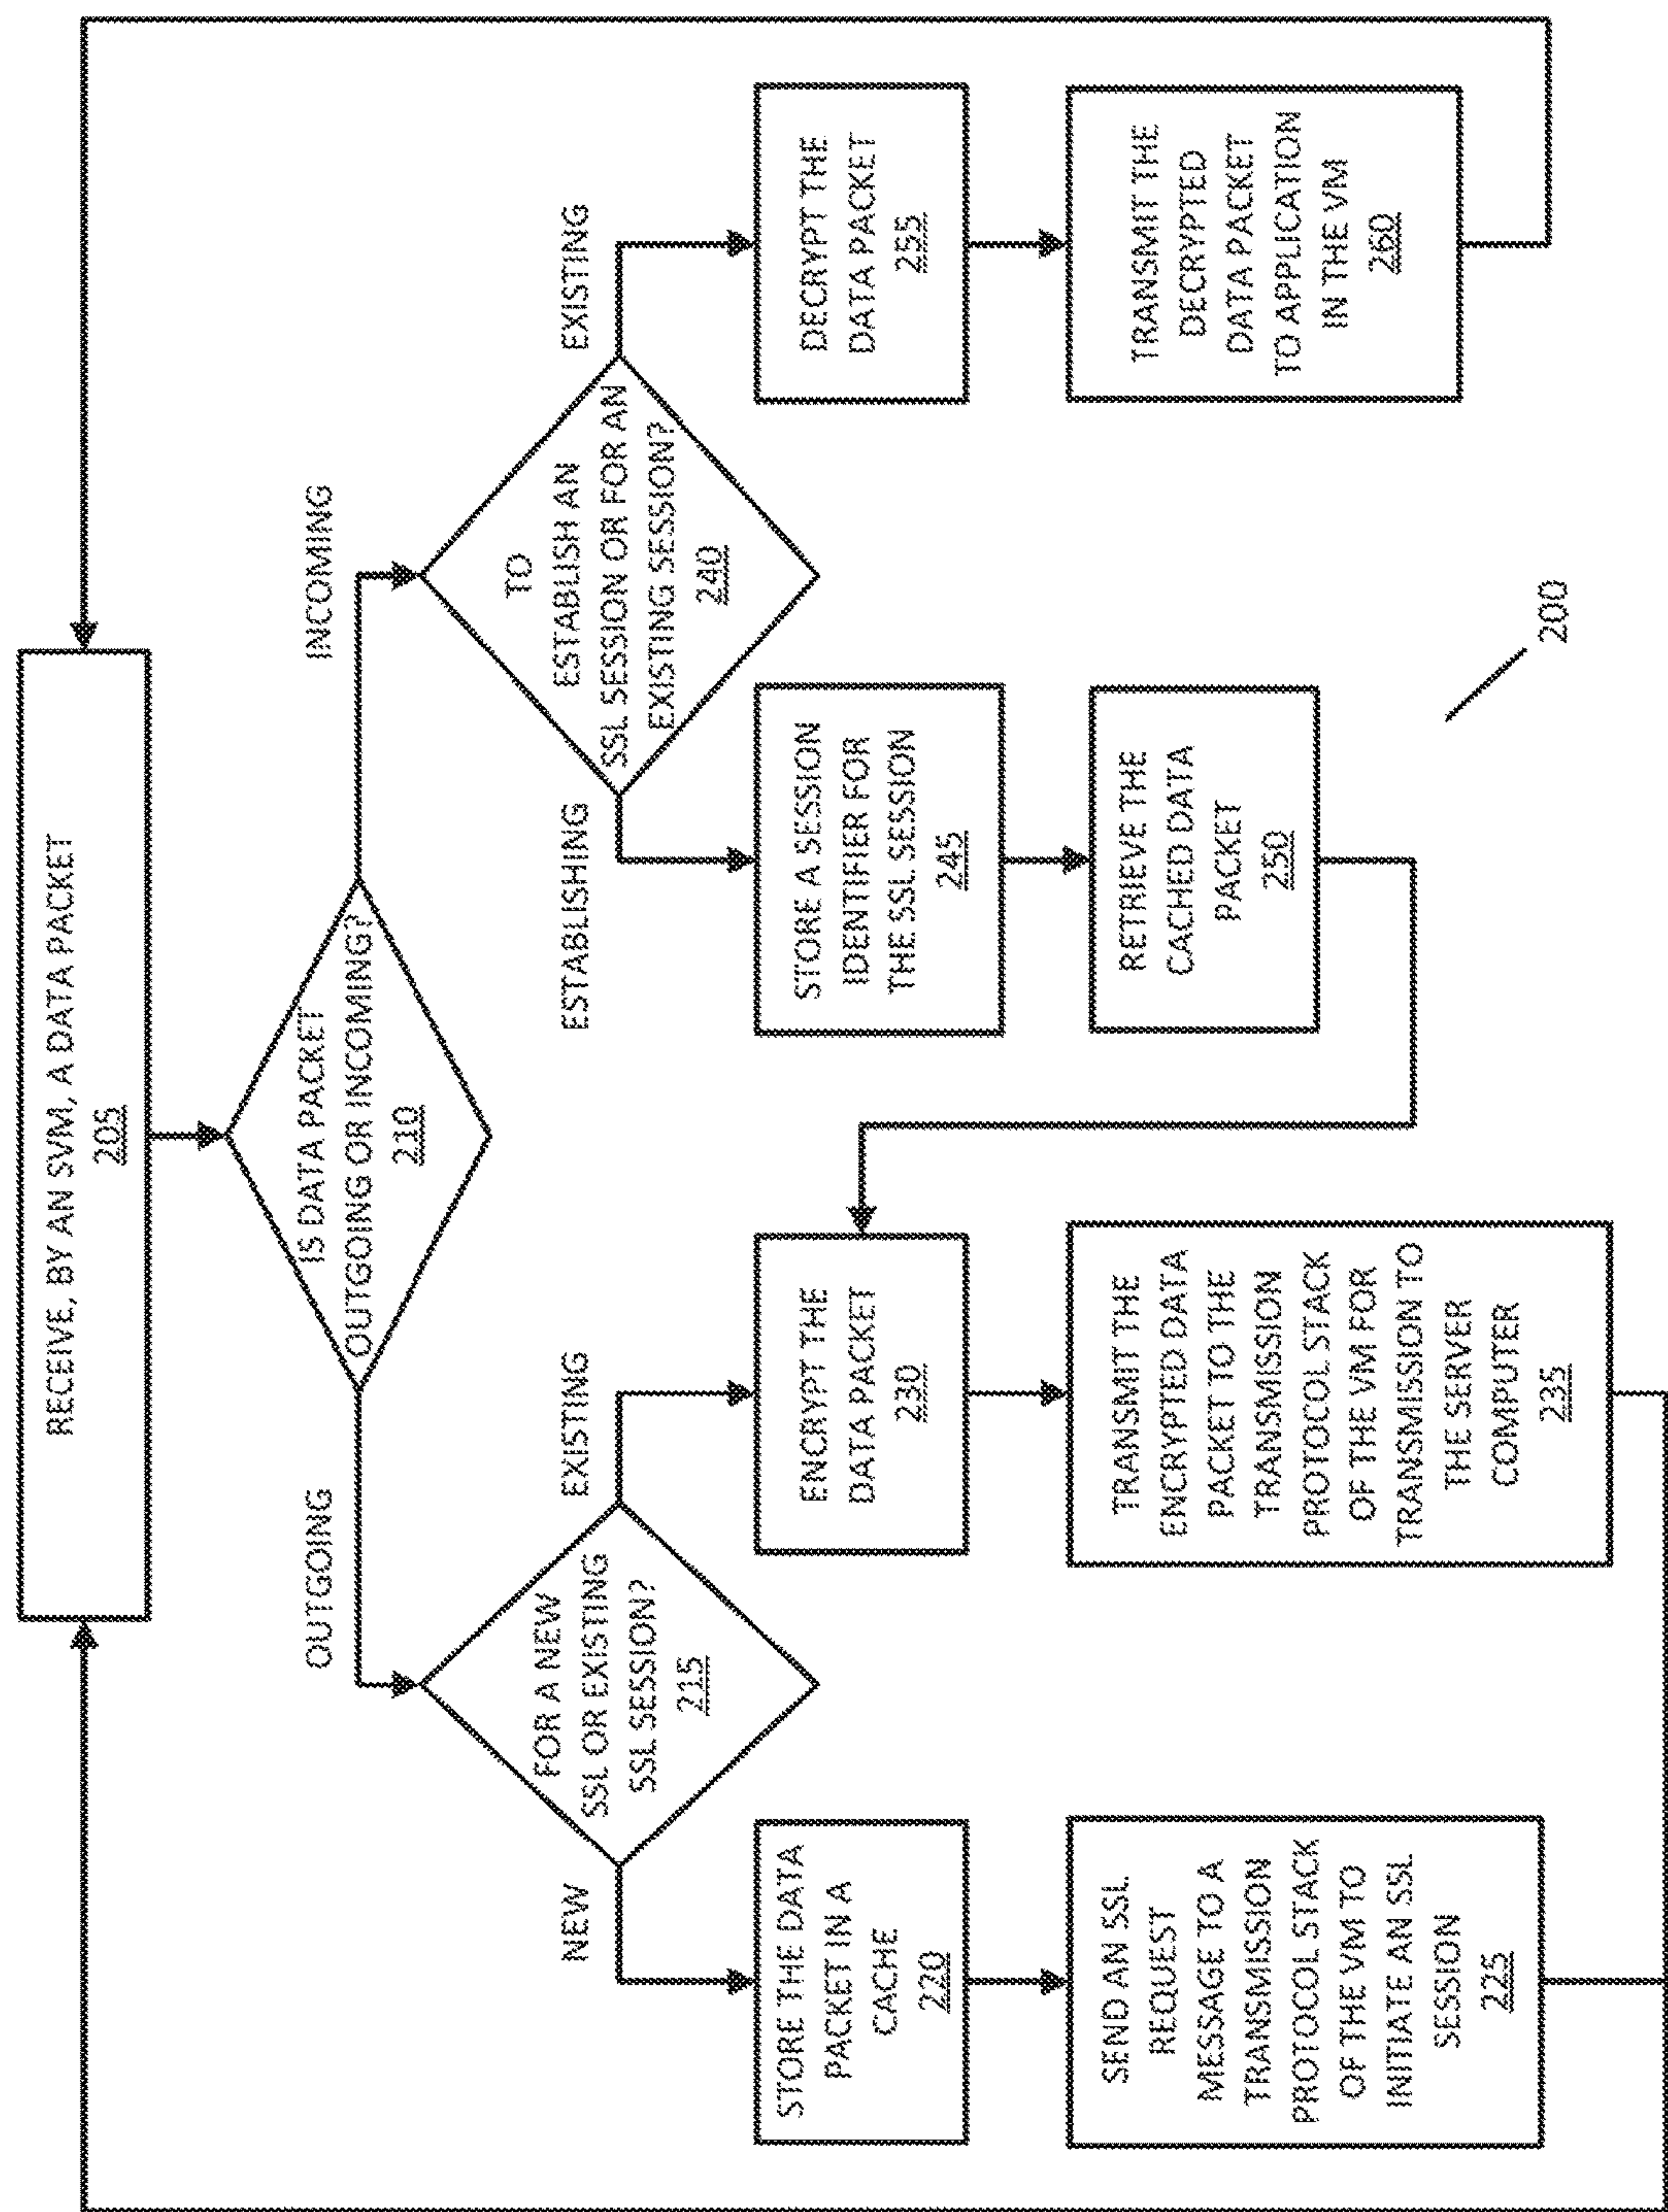 RECEIVE, BY AN SVM, A DATA PACKET
205
IS DATA PACKET
OUTGOING OR INCOMING?
210
OUTGOING
INCOMING
FOR A NEW
SSL OR EXISTING
SSL SESSION?
215
NEW
EXISTING
STORE THE DATA
PACKET IN A
CACHE
220
SEND AN SSL
REQUEST
MESSAGE TO A
TRANSMISSION
PROTOCOL STACK
OF THE VM TO
INITIATE AN SSL
SESSION
225
ENCRYPT THE
DATA PACKET
230
TRANSMIT THE
ENCRYPTED DATA
PACKET TO THE
TRANSMISSION
PROTOCOL STACK
OF THE VM FOR
TRANSMISSION TO
THE SERVER
COMPUTER
235
TO
ESTABLISH AN
SSL SESSION OR FOR AN
EXISTING SESSION?
240
ESTABLISHING
EXISTING
STORE A SESSION
IDENTIFIER FOR
THE SSL SESSION
245
RETRIEVE THE
CACHED DATA
PACKET
250
DECRYPT THE
DATA PACKET
255
TRANSMIT THE
DECRYPTED
DATA PACKET
TO APPLICATION
IN THE VM
260
200